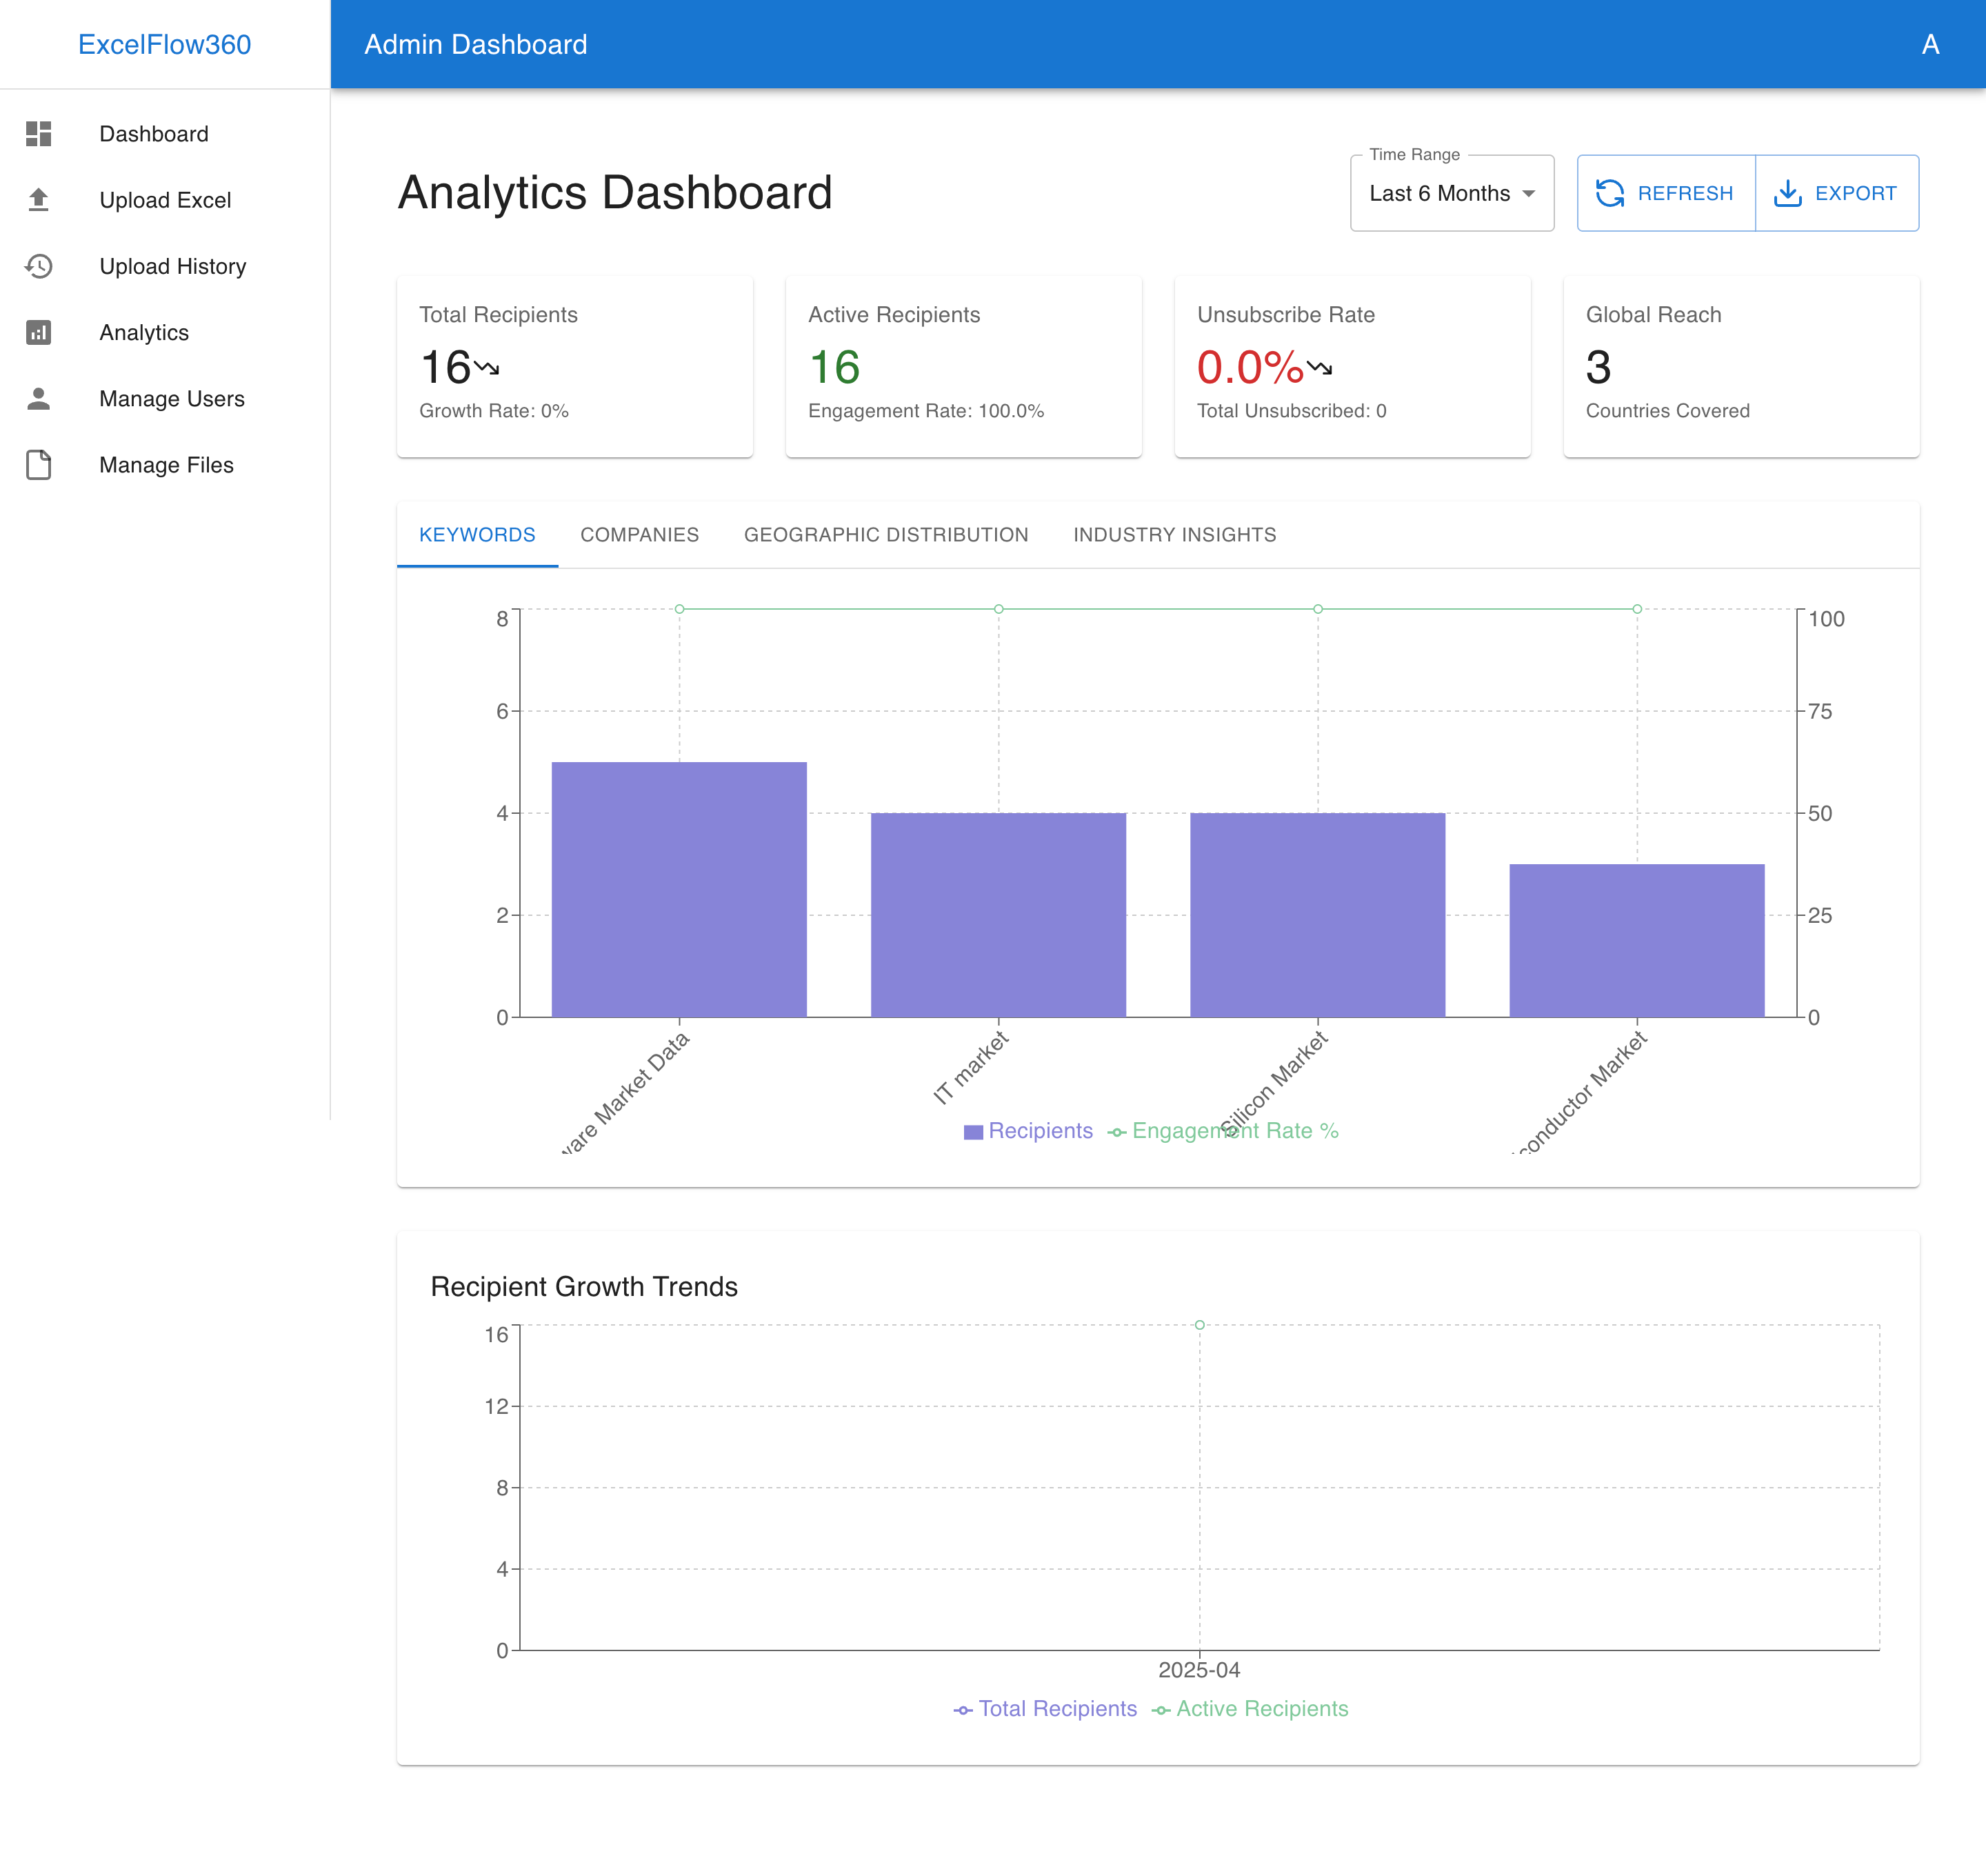 ExcelFlow360
Admin Dashboard
A
Dashboard
Upload Excel
Upload History
Analytics
Manage Users
Manage Files
Analytics Dashboard
Time Range
Last 6 Months
REFRESH
EXPORT
Total Recipients
16
Growth Rate: 0%
Active Recipients
16
Engagement Rate: 100.0%
Unsubscribe Rate
0.0%
Total Unsubscribed: 0
Global Reach
3
Countries Covered
KEYWORDS
COMPANIES
GEOGRAPHIC DISTRIBUTION
INDUSTRY INSIGHTS
8
6
4
2
0
100
75
50
25
0
Market Data
IT market
Silicon Market
Market
Recipients
Engagement Rate %
Recipient Growth Trends
16
12
8
4
0
2025-04
Total Recipients
Active Recipients